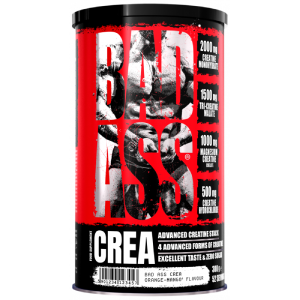 BAD
ASS®
2000 mg
CREATINE
MONOHYDRATE
1500 mg
TRI-CREATINE
MALATE
1000 mg
MAGNESIUM
CREATINE
500 mg
CREATINE
HYDROCHLORIDE
CREA
ADVANCED CREATINE STACK
4 ADVANCED FORMS OF CREATINE
EXCELLENT TASTE & ZERO SUGAR
BAD ASS CREA
ORANGE-MANGO FLAVOUR